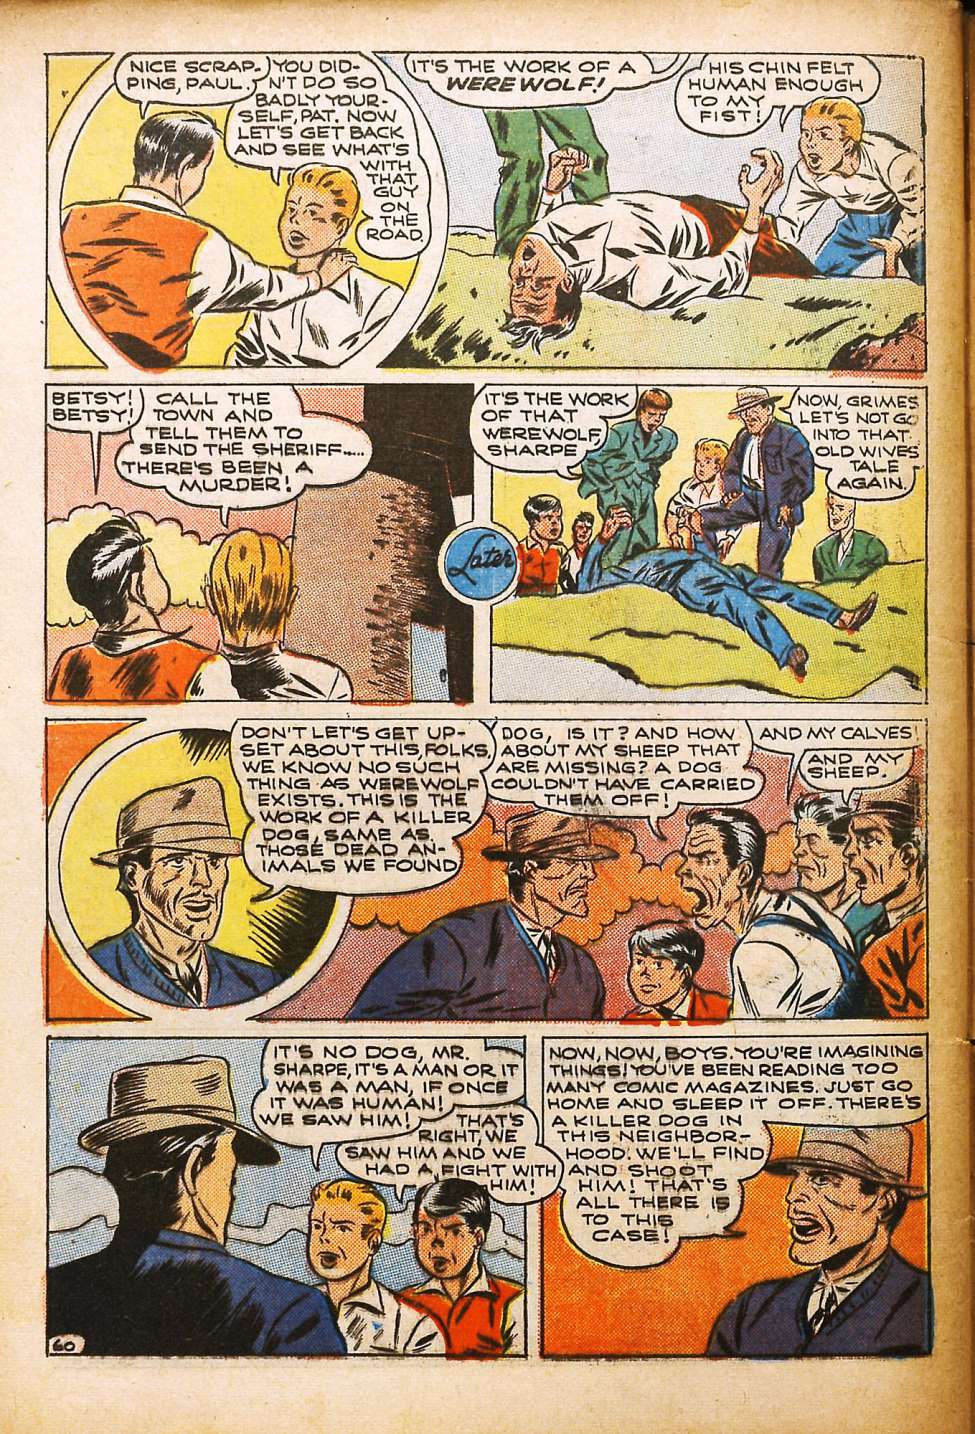 NICE SCRAP-
PING, PAUL.
YOU DID-
N'T DO SO
BADLY YOUR-
SELF, PAT. NOW
LET'S GET BACK
AND SEE WHAT'S
WITH
THAT
GUY
ON
THE
ROAD.
IT'S THE WORK OF A
WEREWOLF!
HIS CHIN FELT
HUMAN ENOUGH
TO MY
FIST!
BETSY!
BETSY!
CALL THE
TOWN AND
TELL THEM TO
SEND THE SHERIFF.....
THERE'S BEEN A
MURDER!
Later
IT'S THE WORK
OF THAT
WEREWOLF,
SHARPE
NOW, GRIMES
LET'S NOT GO
INTO THAT
OLD WIVES
TALE
AGAIN.
DON'T LET'S GET UP-
SET ABOUT THIS, FOLKS,
WE KNOW NO SUCH
THING AS WEREWOLF
EXISTS. THIS IS THE
WORK OF A KILLER
DOG, SAME AS
THOSE DEAD AN-
IMALS WE FOUND
DOG, IS IT? AND HOW
ABOUT MY SHEEP THAT
ARE MISSING? A DOG
COULDN'T HAVE CARRIED
THEM OFF!
AND MY CALVES!
AND MY
SHEEP.
IT'S NO DOG, MR.
SHARPE, IT'S A MAN OR IT
WAS A MAN, IF ONCE
IT WAS HUMAN!
WE SAW HIM!
THAT'S
RIGHT, WE
SAW HIM AND WE
HAD A FIGHT WITH
HIM!
NOW, NOW, BOYS. YOU'RE IMAGINING
THINGS! YOU'VE BEEN READING TOO
MANY COMIC MAGAZINES. JUST GO
HOME AND SLEEP IT OFF. THERE'S
A KILLER DOG IN
THIS NEIGHBOR-
HOOD. WE'LL FIND
AND SHOOT
HIM! THAT'S
ALL THERE IS
TO THIS
CASE!
60